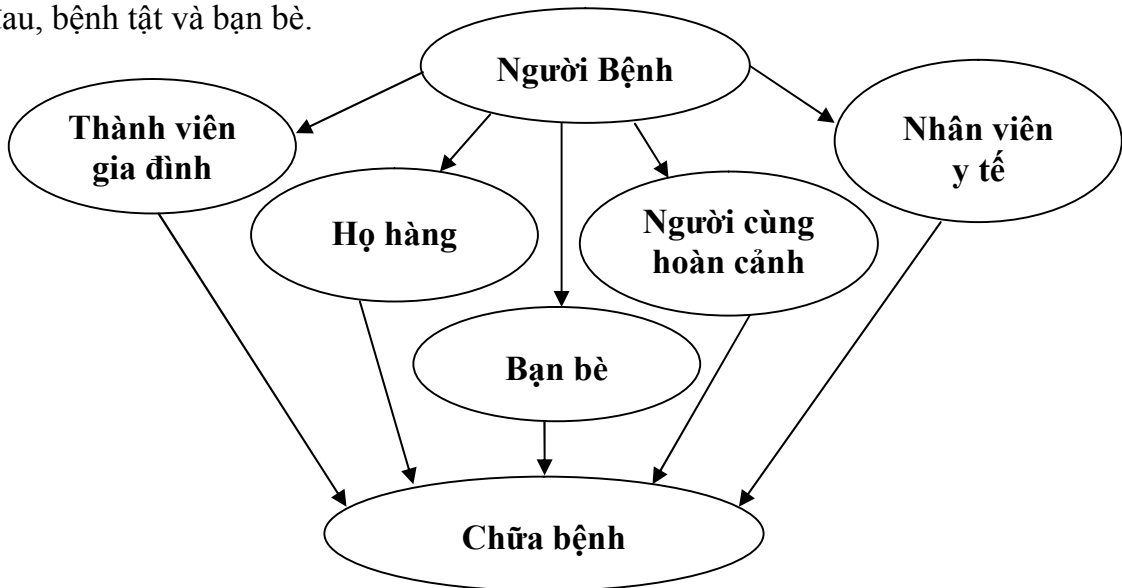 đau, bệnh tật và bạn bè.
Người Bệnh
Thành viên
gia đình
Nhân viên
y tế
Họ hàng
Người cùng
hoàn cảnh
Bạn bè
Chữa bệnh